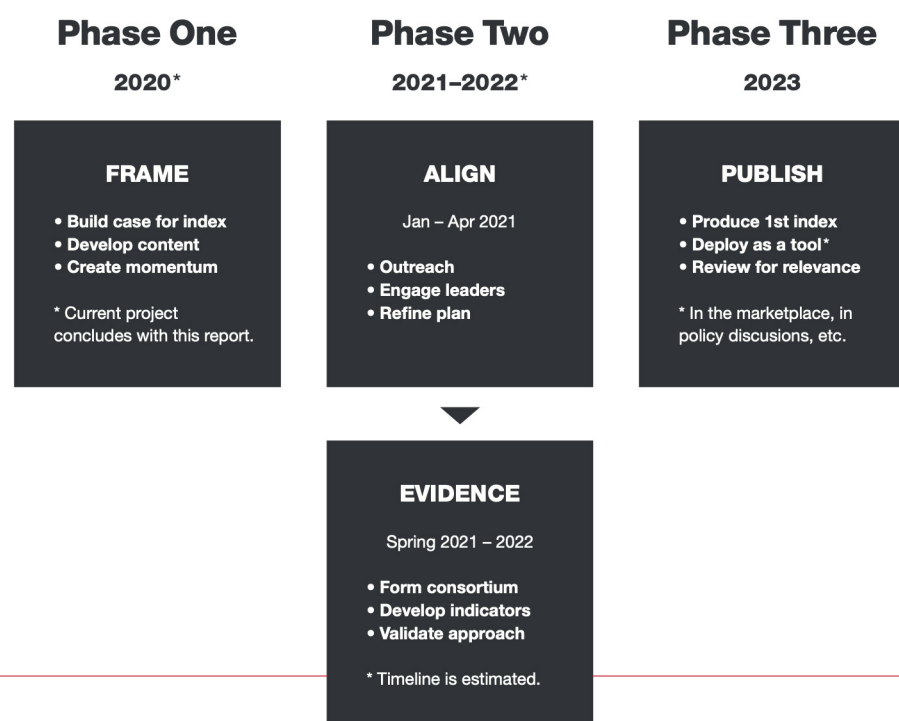 Phase One
2020*
FRAME
• Build case for index
• Develop content
• Create momentum
* Current project
concludes with this report.
Phase Two
2021–2022*
ALIGN
Jan – Apr 2021
• Outreach
• Engage leaders
• Refine plan
EVIDENCE
Spring 2021 – 2022
• Form consortium
• Develop indicators
• Validate approach
* Timeline is estimated.
Phase Three
2023
PUBLISH
• Produce 1st index
• Deploy as a tool*
• Review for relevance
* In the marketplace, in
policy discusions, etc.